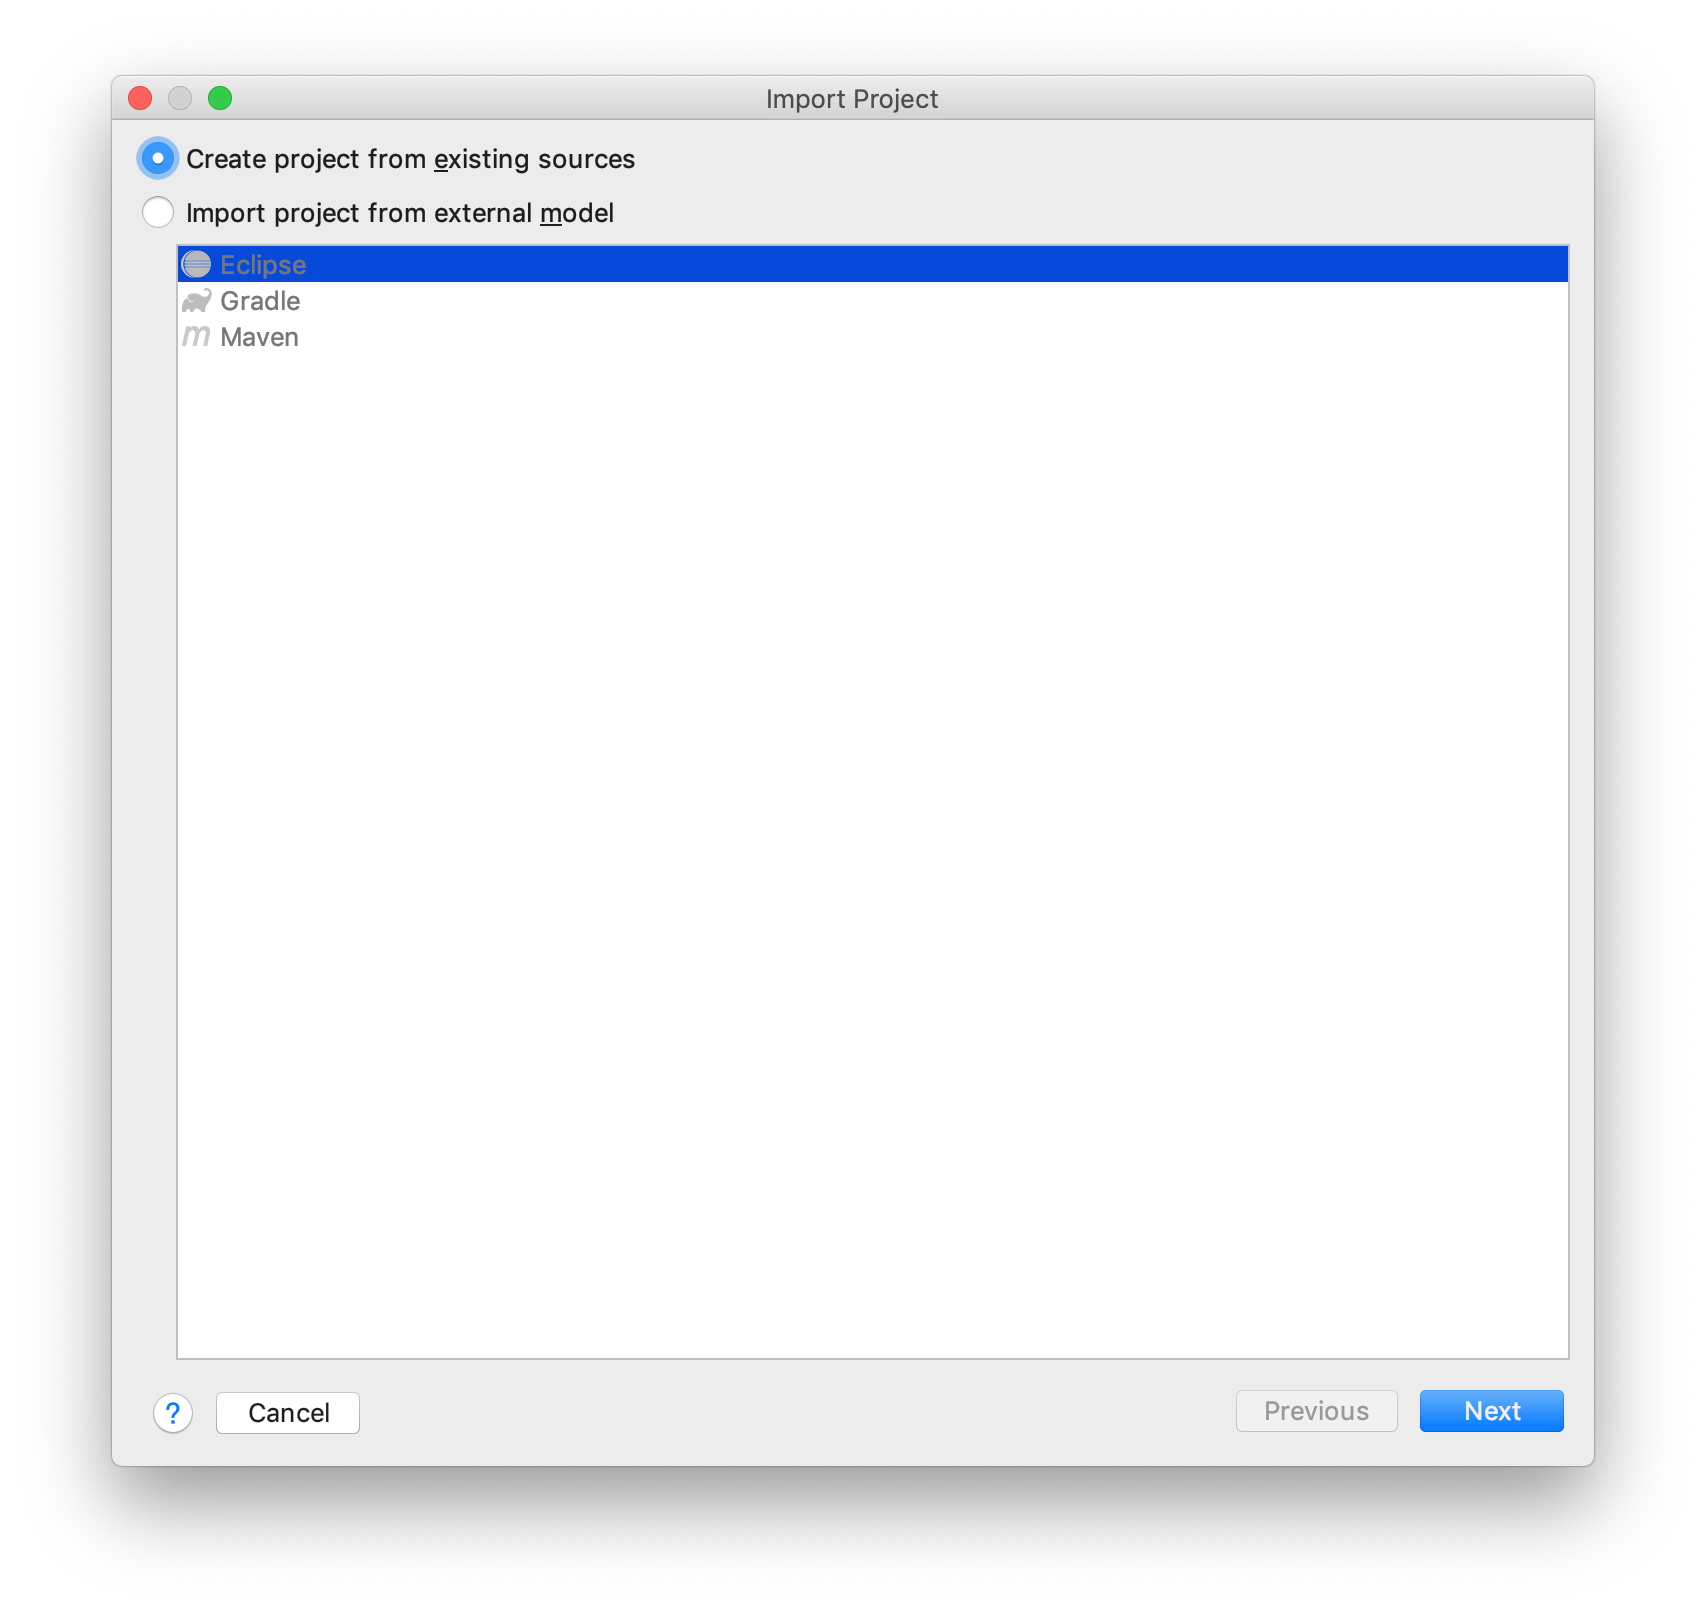 Import Project
Create project from existing sources
Import project from external model
Eclipse
Gradle
m Maven
? Cancel Previous Next